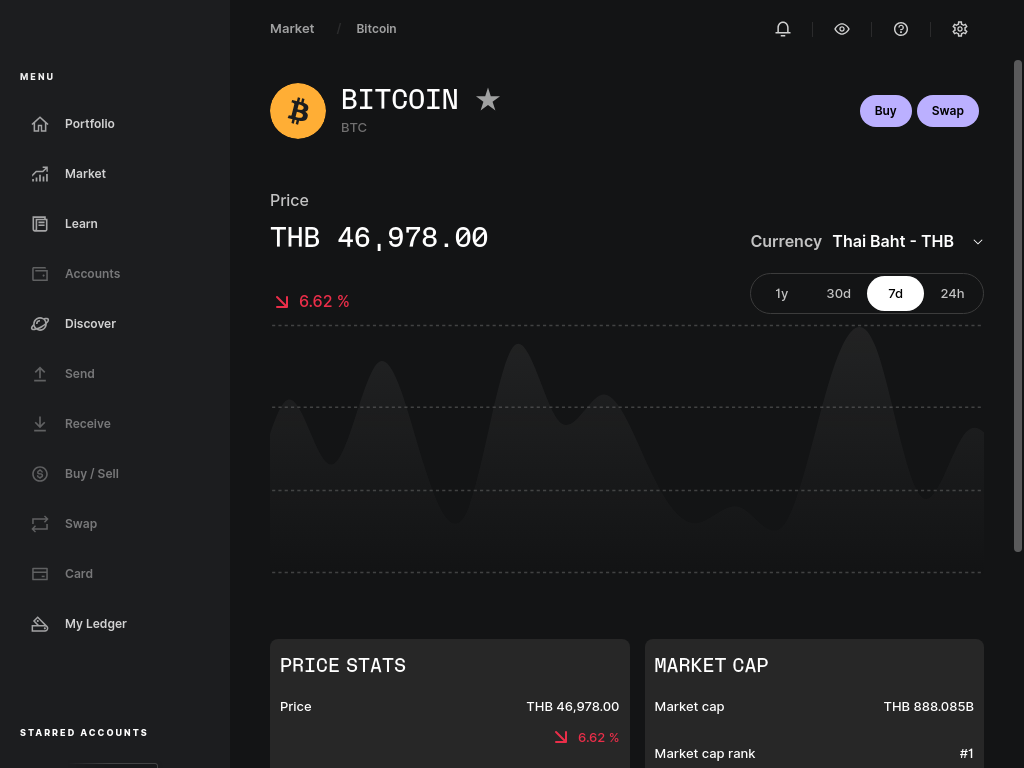 Market / Bitcoin
MENU
Portfolio
Market
Learn
Accounts
Discover
Send
Receive
Buy / Sell
Swap
Card
My Ledger
STARRED ACCOUNTS
BITCOIN
BTC
Buy
Swap
Price
THB 46,978.00
Currency Thai Baht - THB
6.62 %
1y 30d 7d 24h
PRICE STATS
Price THB 46,978.00
6.62 %
MARKET CAP
Market cap THB 888.085B
Market cap rank #1